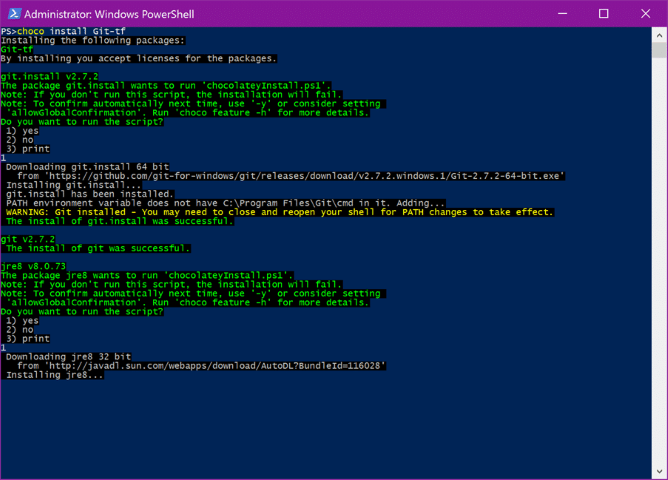 Administrator: Windows PowerShell
PS>choco install Git-tf
Installing the following packages:
Git-tf
By installing you accept licenses for the packages.
git.install v2.7.2
The package git.install wants to run 'chocolateyInstall.ps1'.
Note: If you don't run this script, the installation will fail.
Note: To confirm automatically next time, use '-y' or consider setting
'allowGlobalConfirmation'. Run 'choco feature -h' for more details.
Do you want to run the script?
1) yes
2) no
3) print
1
Downloading git.install 64 bit
from 'https://github.com/git-for-windows/git/releases/download/v2.7.2.windows.1/Git-2.7.2-64-bit.exe'
Installing git.install...
git.install has been installed.
PATH environment variable does not have C:\Program Files\Git\cmd in it. Adding...
WARNING: Git installed - You may need to close and reopen your shell for PATH changes to take effect.
The install of git.install was successful.
git v2.7.2
The install of git was successful.
jre8 v8.0.73
The package jre8 wants to run 'chocolateyInstall.ps1'.
Note: If you don't run this script, the installation will fail.
Note: To confirm automatically next time, use '-y' or consider setting
'allowGlobalConfirmation'. Run 'choco feature -h' for more details.
Do you want to run the script?
1) yes
2) no
3) print
1
Downloading jre8 32 bit
from 'http://javadl.sun.com/webapps/download/AutoDL?BundleId=116028'
Installing jre8...